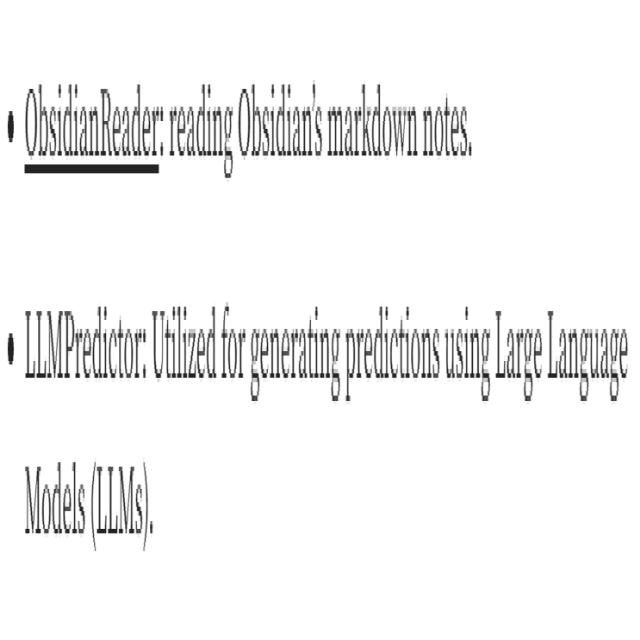 • ObsidianReader: reading Obsidian's markdown notes.
• LLMPredictor: Utilized for generating predictions using Large Language
Models (LLMs).